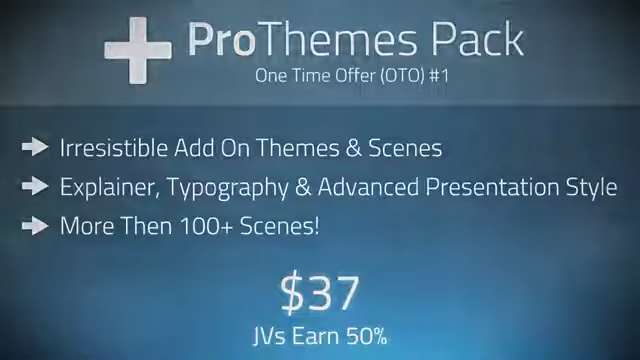 ProThemes Pack
One Time Offer (OTO) #1
Irresistible Add On Themes & Scenes
Explainer, Typography & Advanced Presentation Style
More Then 100+ Scenes!
$37
JVs Earn 50%